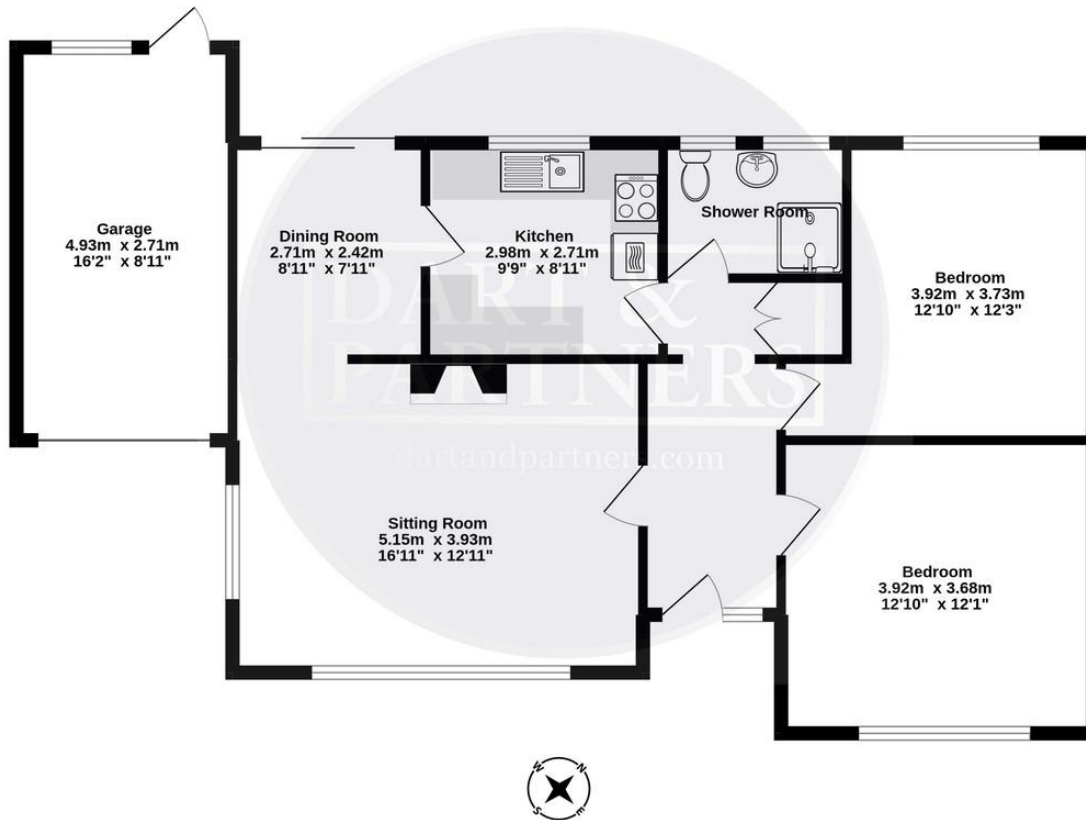 Garage
4.93m x 2.71m
16'2" x 8'11"
Dining Room
2.71m x 2.42m
8'11" x 7'11"
Kitchen
2.98m x 2.71m
9'9" x 8'11"
Shower Room
Bedroom
3.92m x 3.73m
12'10" x 12'3"
DART &
PARTNERS
dartandpartners.com
Sitting Room
5.15m x 3.93m
16'11" x 12'11"
Bedroom
3.92m x 3.68m
12'10" x 12'1"
W N
S E